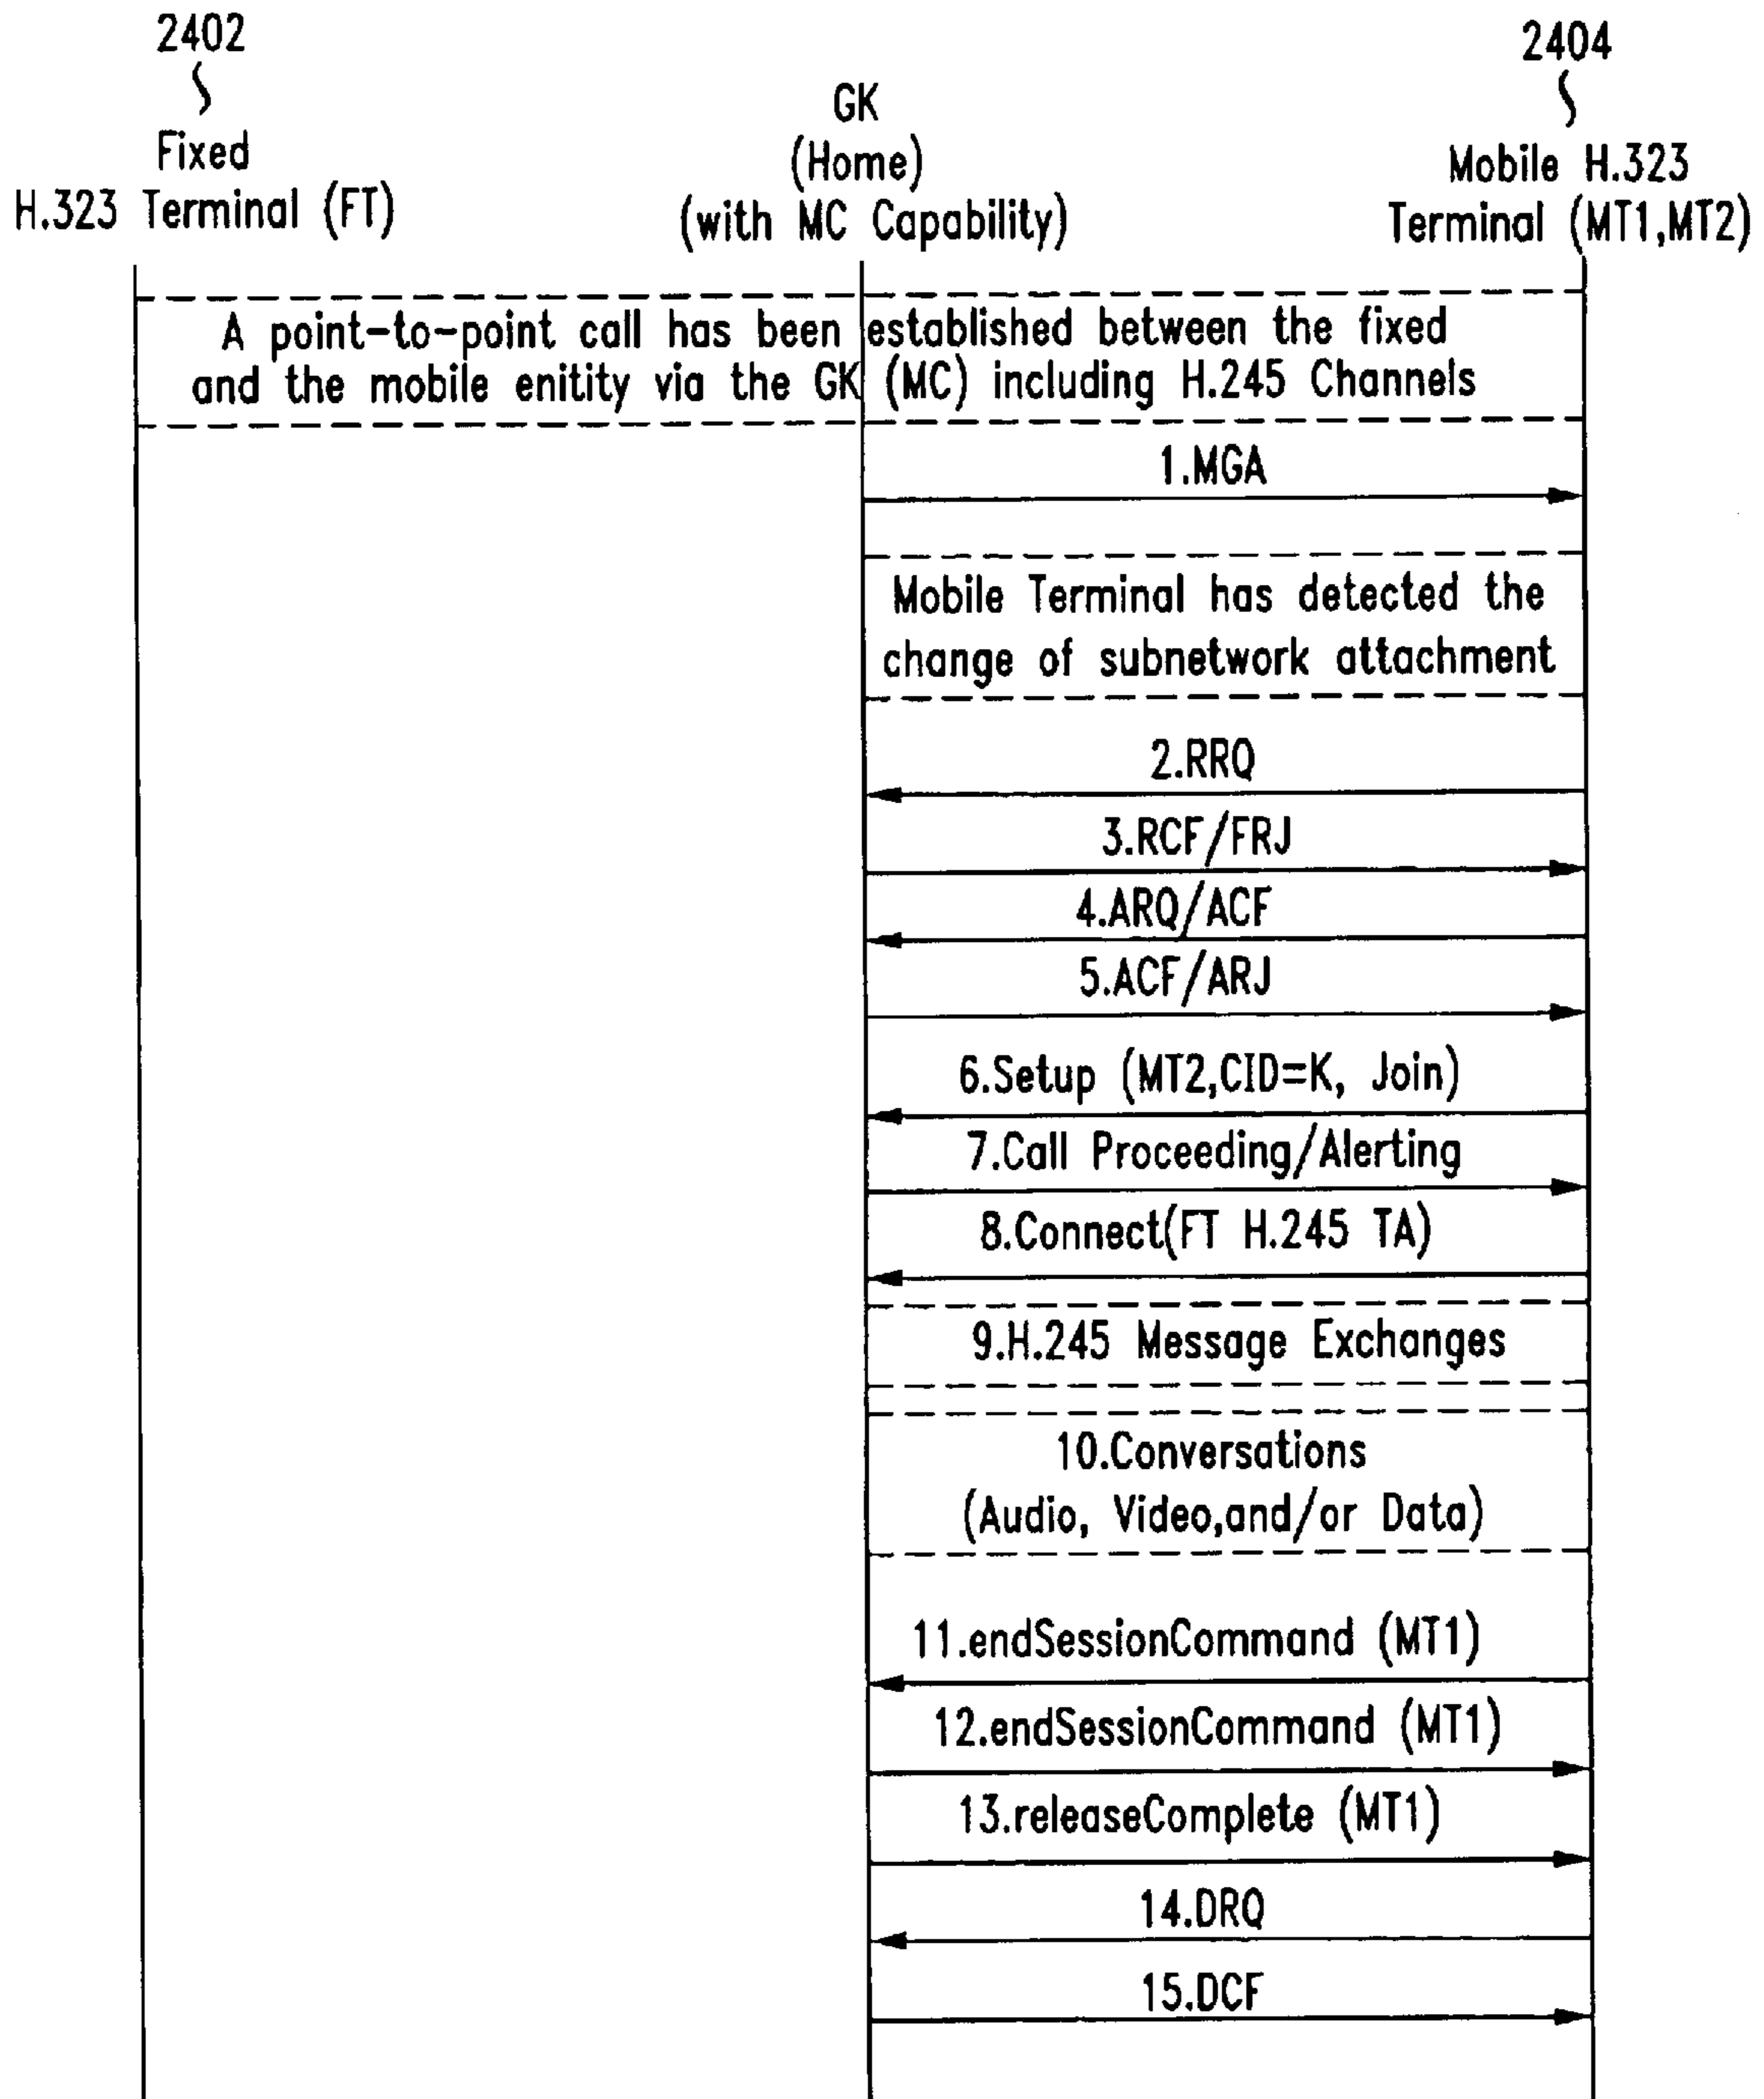 2402
Fixed
H.323 Terminal (FT)
GK
(Home)
(with MC Capability)
2404
Mobile H.323
Terminal (MT1,MT2)
A point-to-point call has been established between the fixed
and the mobile enitity via the GK (MC) including H.245 Channels
1.MGA
Mobile Terminal has detected the
change of subnetwork attachment
2.RRQ
3.RCF/FRJ
4.ARQ/ACF
5.ACF/ARJ
6.Setup (MT2,CID=K, Join)
7.Call Proceeding/Alerting
8.Connect(FT H.245 TA)
9.H.245 Message Exchanges
10.Conversations
(Audio, Video,and/or Data)
11.endSessionCommand (MT1)
12.endSessionCommand (MT1)
13.releaseComplete (MT1)
14.DRQ
15.DCF